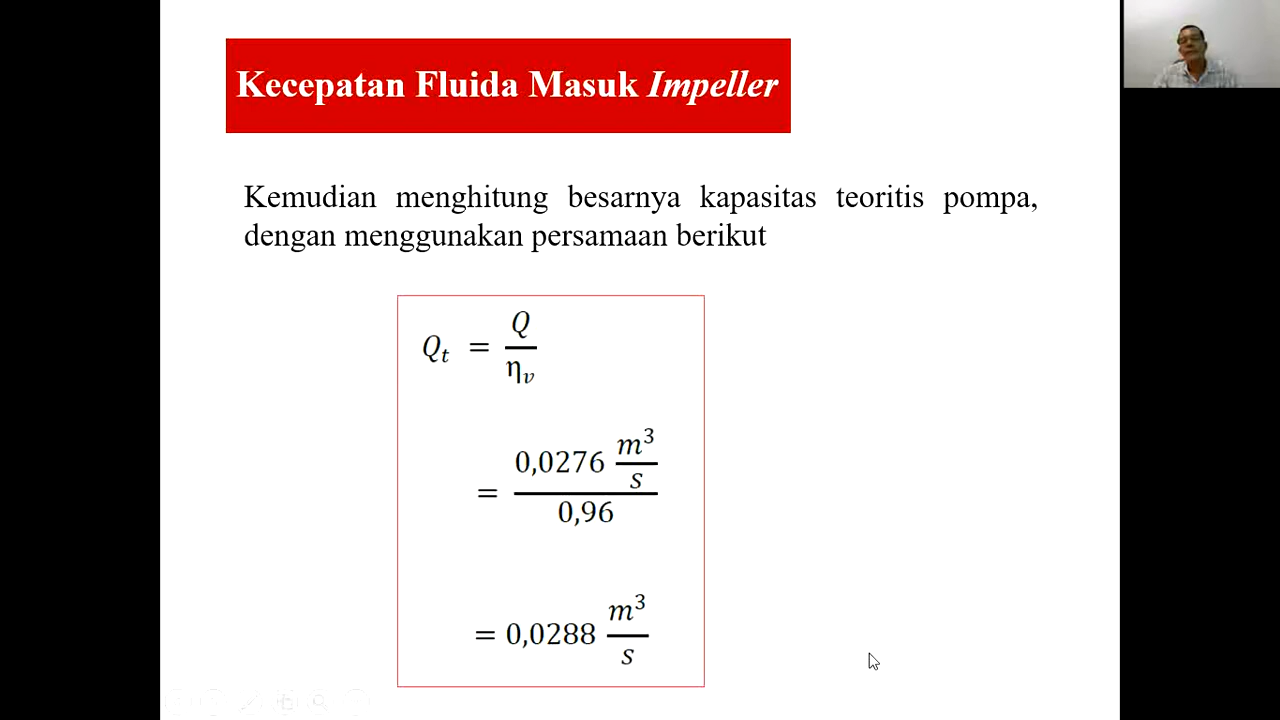 Kecepatan Fluida Masuk Impeller
Kemudian menghitung besarnya kapasitas teoritis pompa,
dengan menggunakan persamaan berikut
Qₜ = Q / ηᵥ
= 0,0276 m³/s / 0,96
= 0,0288 m³/s